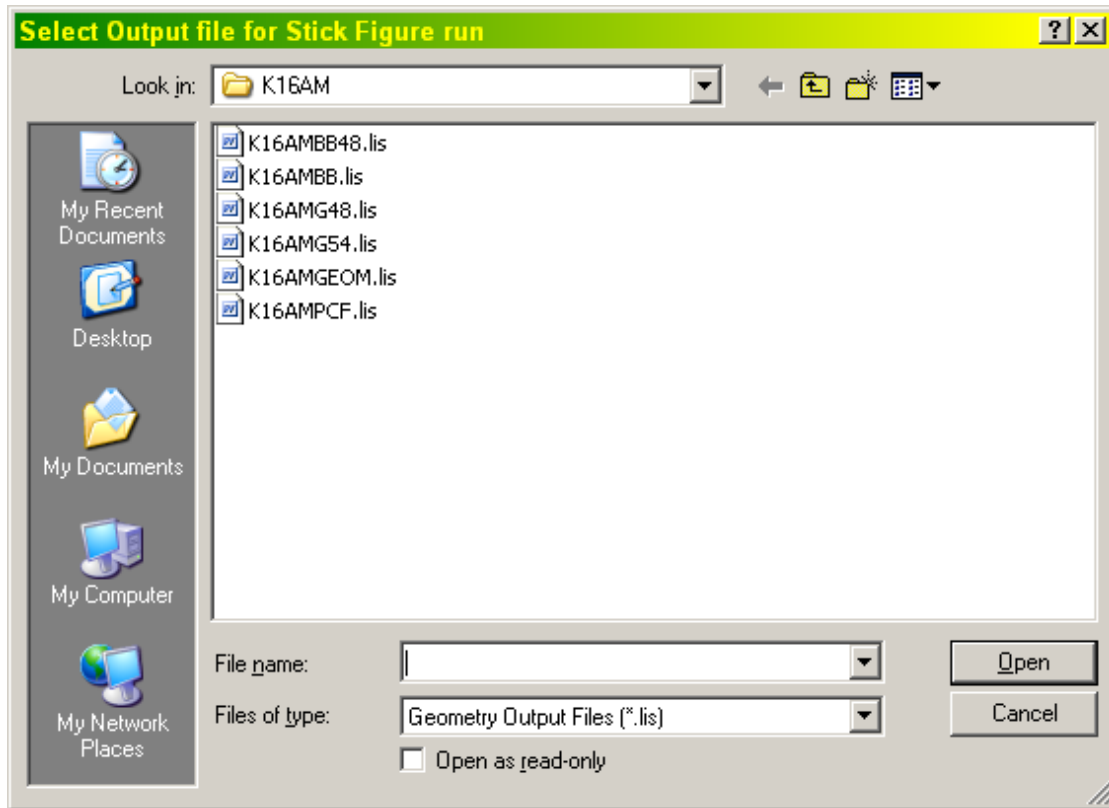 Select Output file for Stick Figure run
Look in: K16AM
My Recent
Documents
Desktop
My Documents
My Computer
My Network
Places
K16AMBB48.lis
K16AMBB.lis
K16AMG48.lis
K16AMG54.lis
K16AMGEOM.lis
K16AMPCF.lis
File name:
Open
Files of type: Geometry Output Files (*.lis)
Cancel
Open as read-only